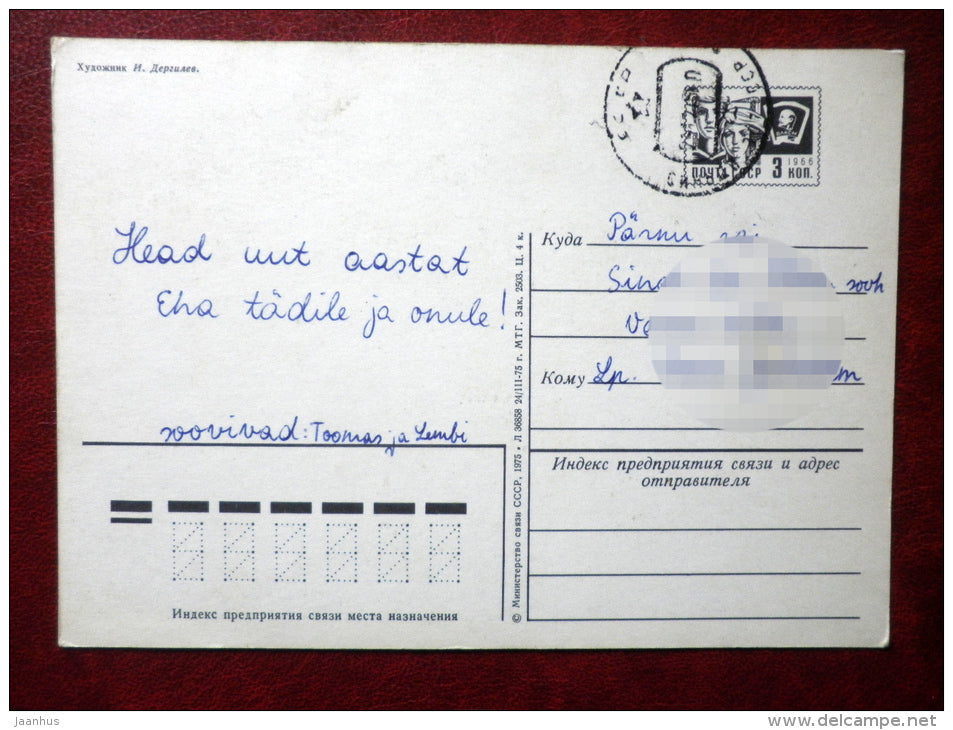 Художник И. Дергилев.
ПОЧТА СССР 3 КОП.
1966
Head uut aastat
Eha tädile ja onule!
soovivad: Toomas ja Lembi
Куда Pärnu
Кому Lp.
Индекс предприятия связи и адрес
отправителя
Индекс предприятия связи места назначения
© Министерство связи СССР, 1975 • Л 36858 24/III-75 г. МТГ. Зак. 2503. Ц. 4 к.
Jaanhus
www.delcampe.net